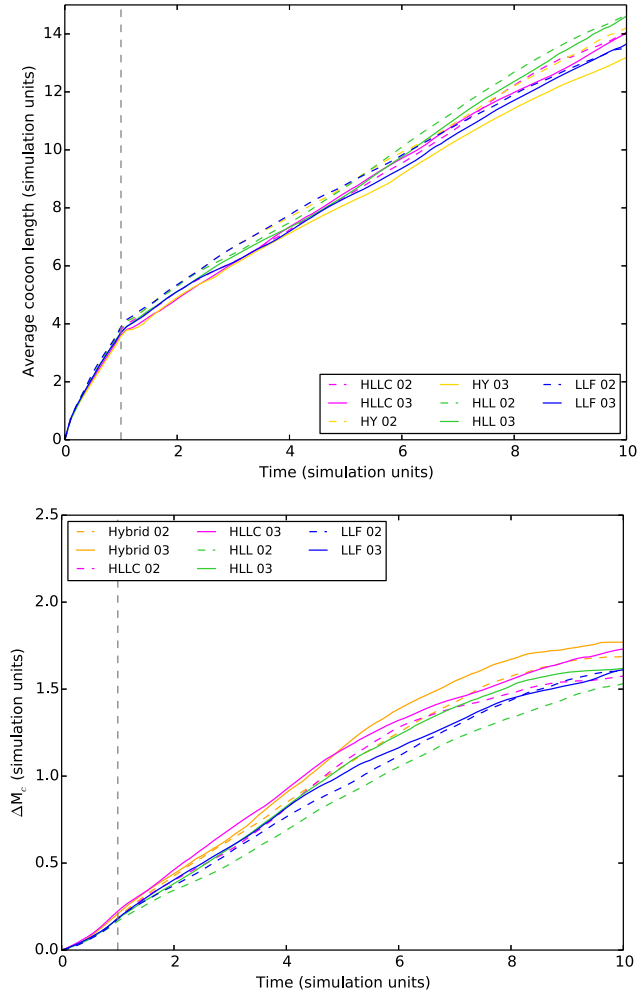 14
12
10
8
6
4
2
0
Average cocoon length (simulation units)
HLLC 02 HY 03 LLF 02
HLLC 03 HLL 02 LLF 03
HY 02 HLL 03
0 2 4 6 8 10
Time (simulation units)
2.5
2.0
1.5
1.0
0.5
0.0
ΔM_c (simulation units)
Hybrid 02 HLLC 03 LLF 02
Hybrid 03 HLL 02 LLF 03
HLLC 02 HLL 03
0 2 4 6 8 10
Time (simulation units)